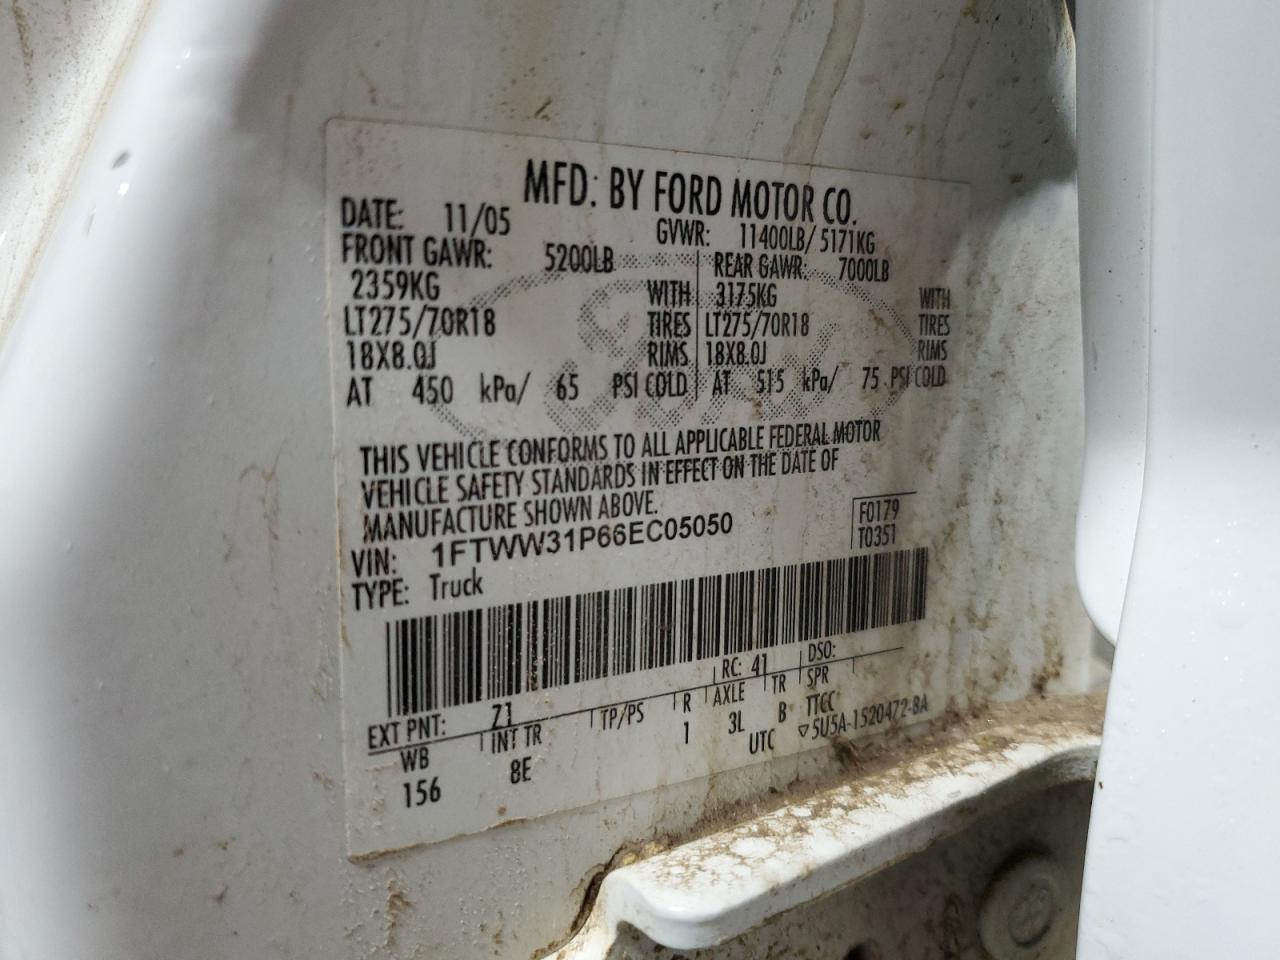 MFD. BY FORD MOTOR CO.
DATE: 11/05 GVWR: 11400LB/ 5171KG
FRONT GAWR: 5200LB REAR GAWR: 7000LB
2359KG WITH 3175KG WITH
LT275/70R18 TIRES LT275/70R18 TIRES
18X8.0J RIMS 18X8.0J RIMS
AT 450 kPa/ 65 PSI COLD AT 515 kPa/ 75 PSI COLD
THIS VEHICLE CONFORMS TO ALL APPLICABLE FEDERAL MOTOR
VEHICLE SAFETY STANDARDS IN EFFECT ON THE DATE OF
MANUFACTURE SHOWN ABOVE.
VIN: 1FTWW31P66EC05050 F0179
TYPE: Truck T0351
EXT PNT: Z1 RC: 41 DSO:
WB INT TR TP/PS R AXLE TR SPR
156 8E 1 3L B TTCC
UTC ▽5U5A-1520472-BA